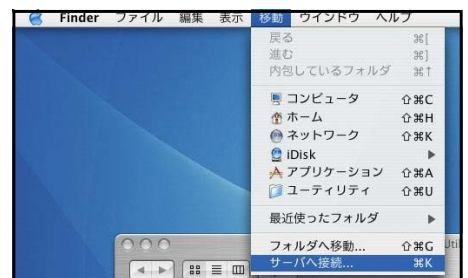 Finder ファイル 編集 表示 移動 ウインドウ ヘルプ
戻る ⌘[
進む ⌘]
内包しているフォルダ ⌘↑
コンピュータ ⇧⌘C
ホーム ⇧⌘H
ネットワーク ⇧⌘K
iDisk ▶
アプリケーション ⇧⌘A
ユーティリティ ⇧⌘U
最近使ったフォルダ ▶
フォルダへ移動... ⇧⌘G
サーバへ接続... ⌘K
Util